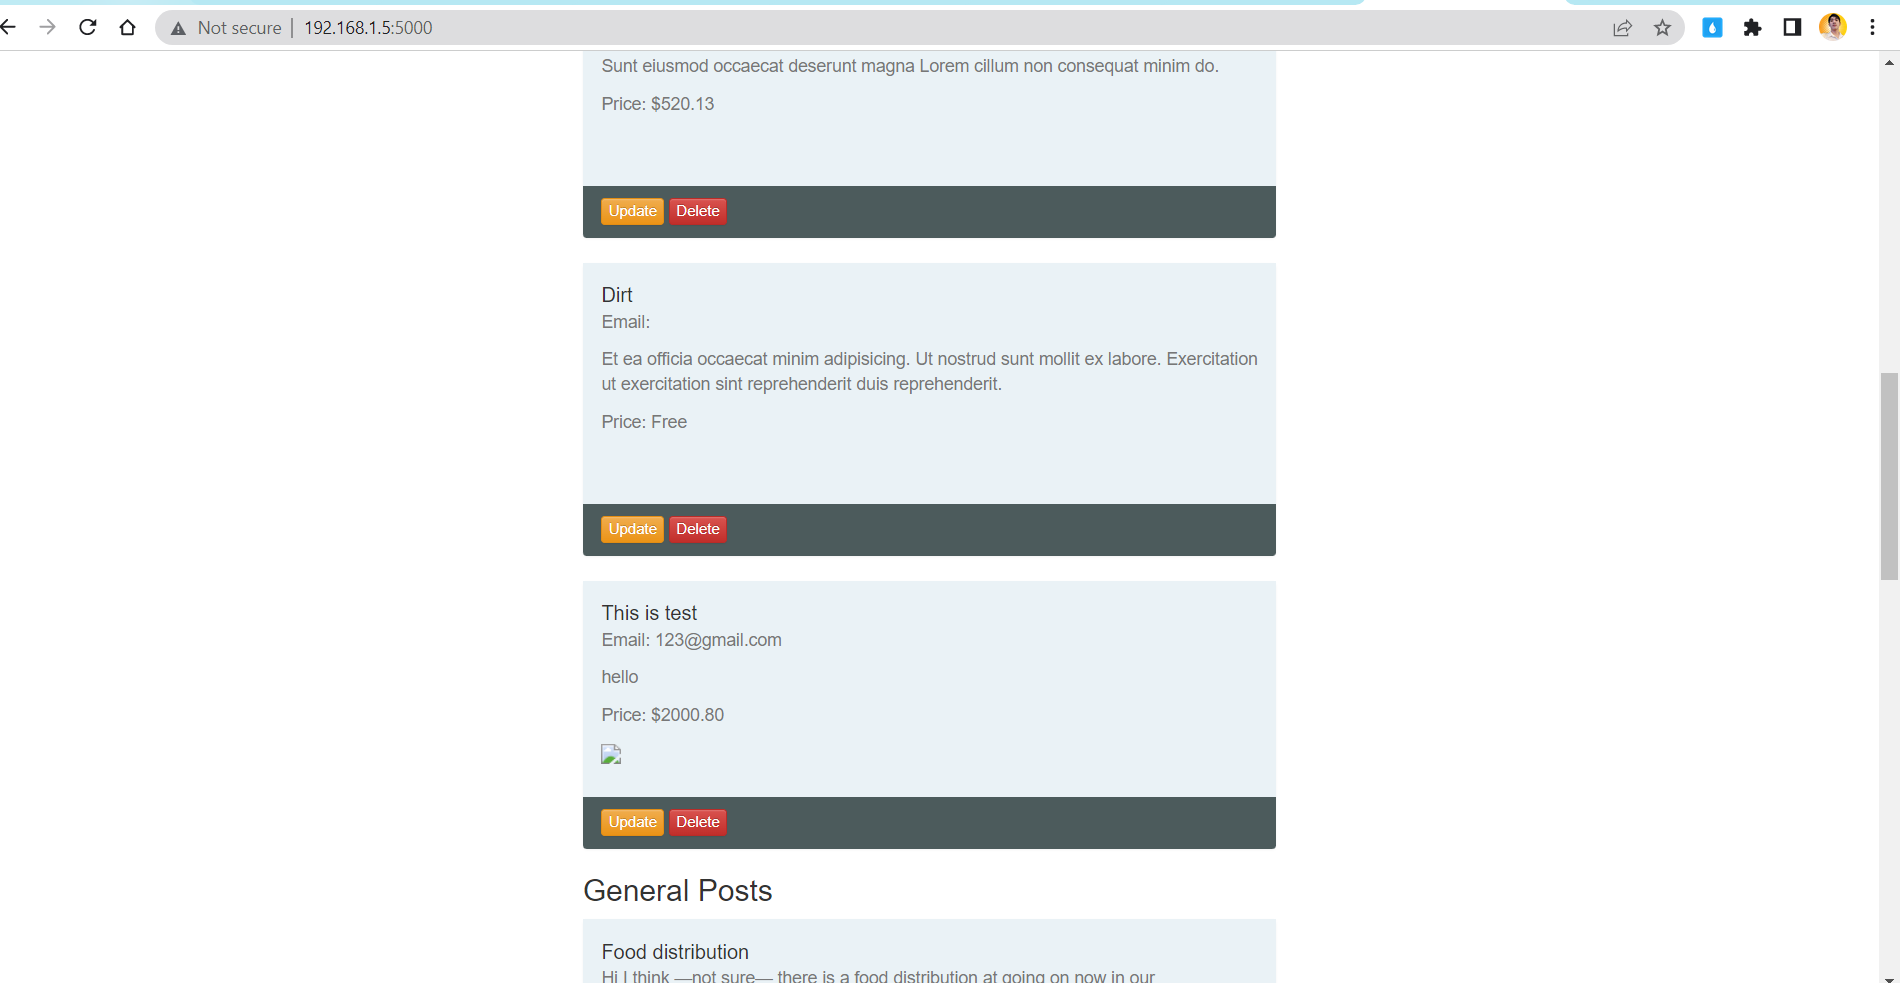 Not secure | 192.168.1.5:5000
Sunt eiusmod occaecat deserunt magna Lorem cillum non consequat minim do.
Price: $520.13
Update Delete
Dirt
Email:
Et ea officia occaecat minim adipisicing. Ut nostrud sunt mollit ex labore. Exercitation
ut exercitation sint reprehenderit duis reprehenderit.
Price: Free
Update Delete
This is test
Email: 123@gmail.com
hello
Price: $2000.80
Update Delete
General Posts
Food distribution
Hi I think —not sure— there is a food distribution at going on now in our